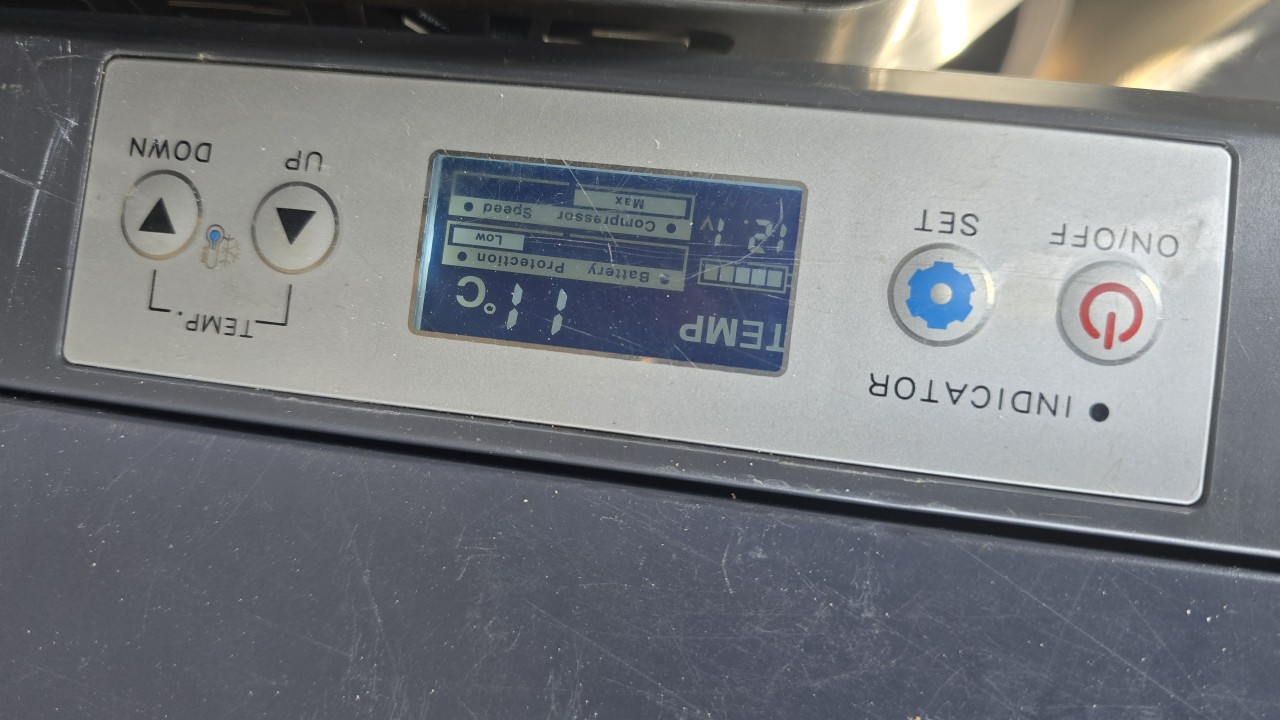 INDICATOR
ON/OFF
SET
TEMP 11°C
Battery Protection
Low
12.1V
Compressor Speed
Max
TEMP.
UP
DOWN